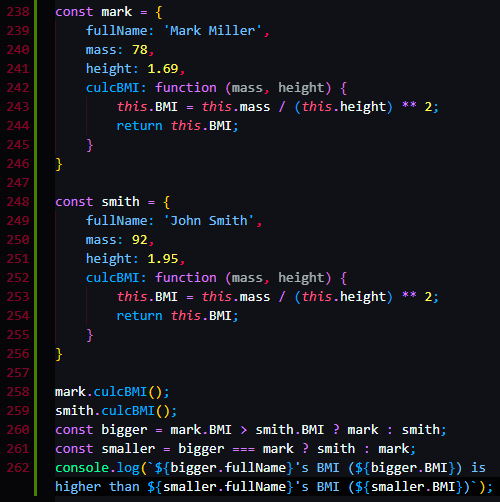 238 const mark = {
239 fullName: 'Mark Miller',
240 mass: 78,
241 height: 1.69,
242 culcBMI: function (mass, height) {
243 this.BMI = this.mass / (this.height) ** 2;
244 return this.BMI;
245 }
246 }
247
248 const smith = {
249 fullName: 'John Smith',
250 mass: 92,
251 height: 1.95,
252 culcBMI: function (mass, height) {
253 this.BMI = this.mass / (this.height) ** 2;
254 return this.BMI;
255 }
256 }
257
258 mark.culcBMI();
259 smith.culcBMI();
260 const bigger = mark.BMI > smith.BMI ? mark : smith;
261 const smaller = bigger === mark ? smith : mark;
262 console.log(`${bigger.fullName}'s BMI (${bigger.BMI}) is
higher than ${smaller.fullName}'s BMI (${smaller.BMI})`);